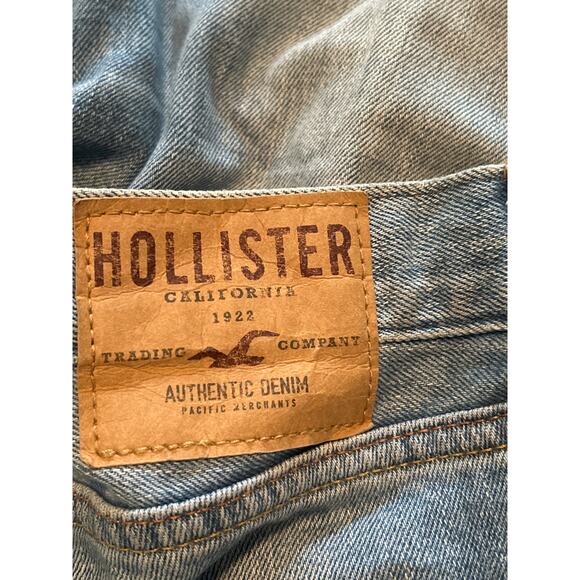 HOLLISTER
CALIFORNIA
1922
TRADING COMPANY
AUTHENTIC DENIM
PACIFIC MERCHANTS